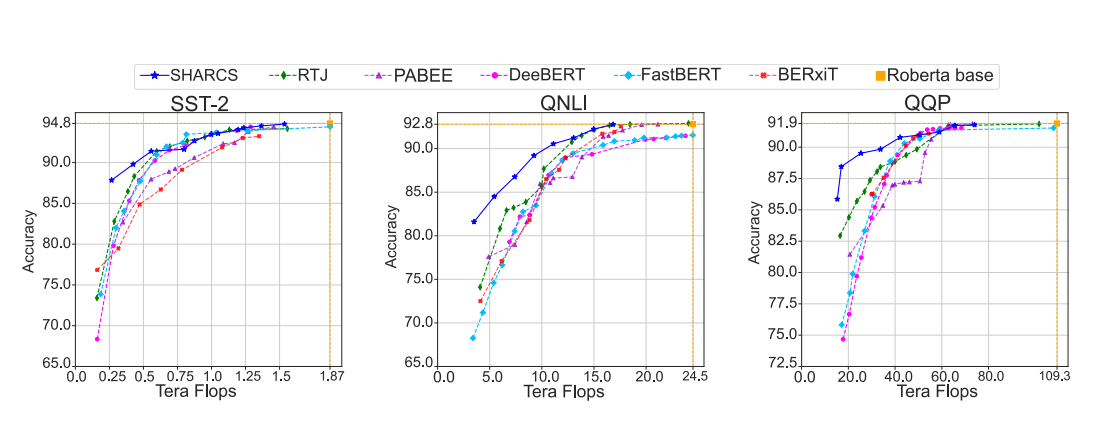 SHARCS RTJ PABEE DeeBERT FastBERT BERxiT Roberta base
SST-2 QNLI QQP
94.8
90.0
85.0
80.0
75.0
70.0
65.0
Accuracy
0.0 0.25 0.5 0.75 1.0 1.25 1.5 1.87
Tera Flops
92.8
90.0
85.0
80.0
75.0
70.0
65.0
Accuracy
0.0 5.0 10.0 15.0 20.0 24.5
Tera Flops
91.9
90.0
87.5
85.0
82.5
80.0
77.5
75.0
72.5
Accuracy
0.0 20.0 40.0 60.0 80.0 109.3
Tera Flops